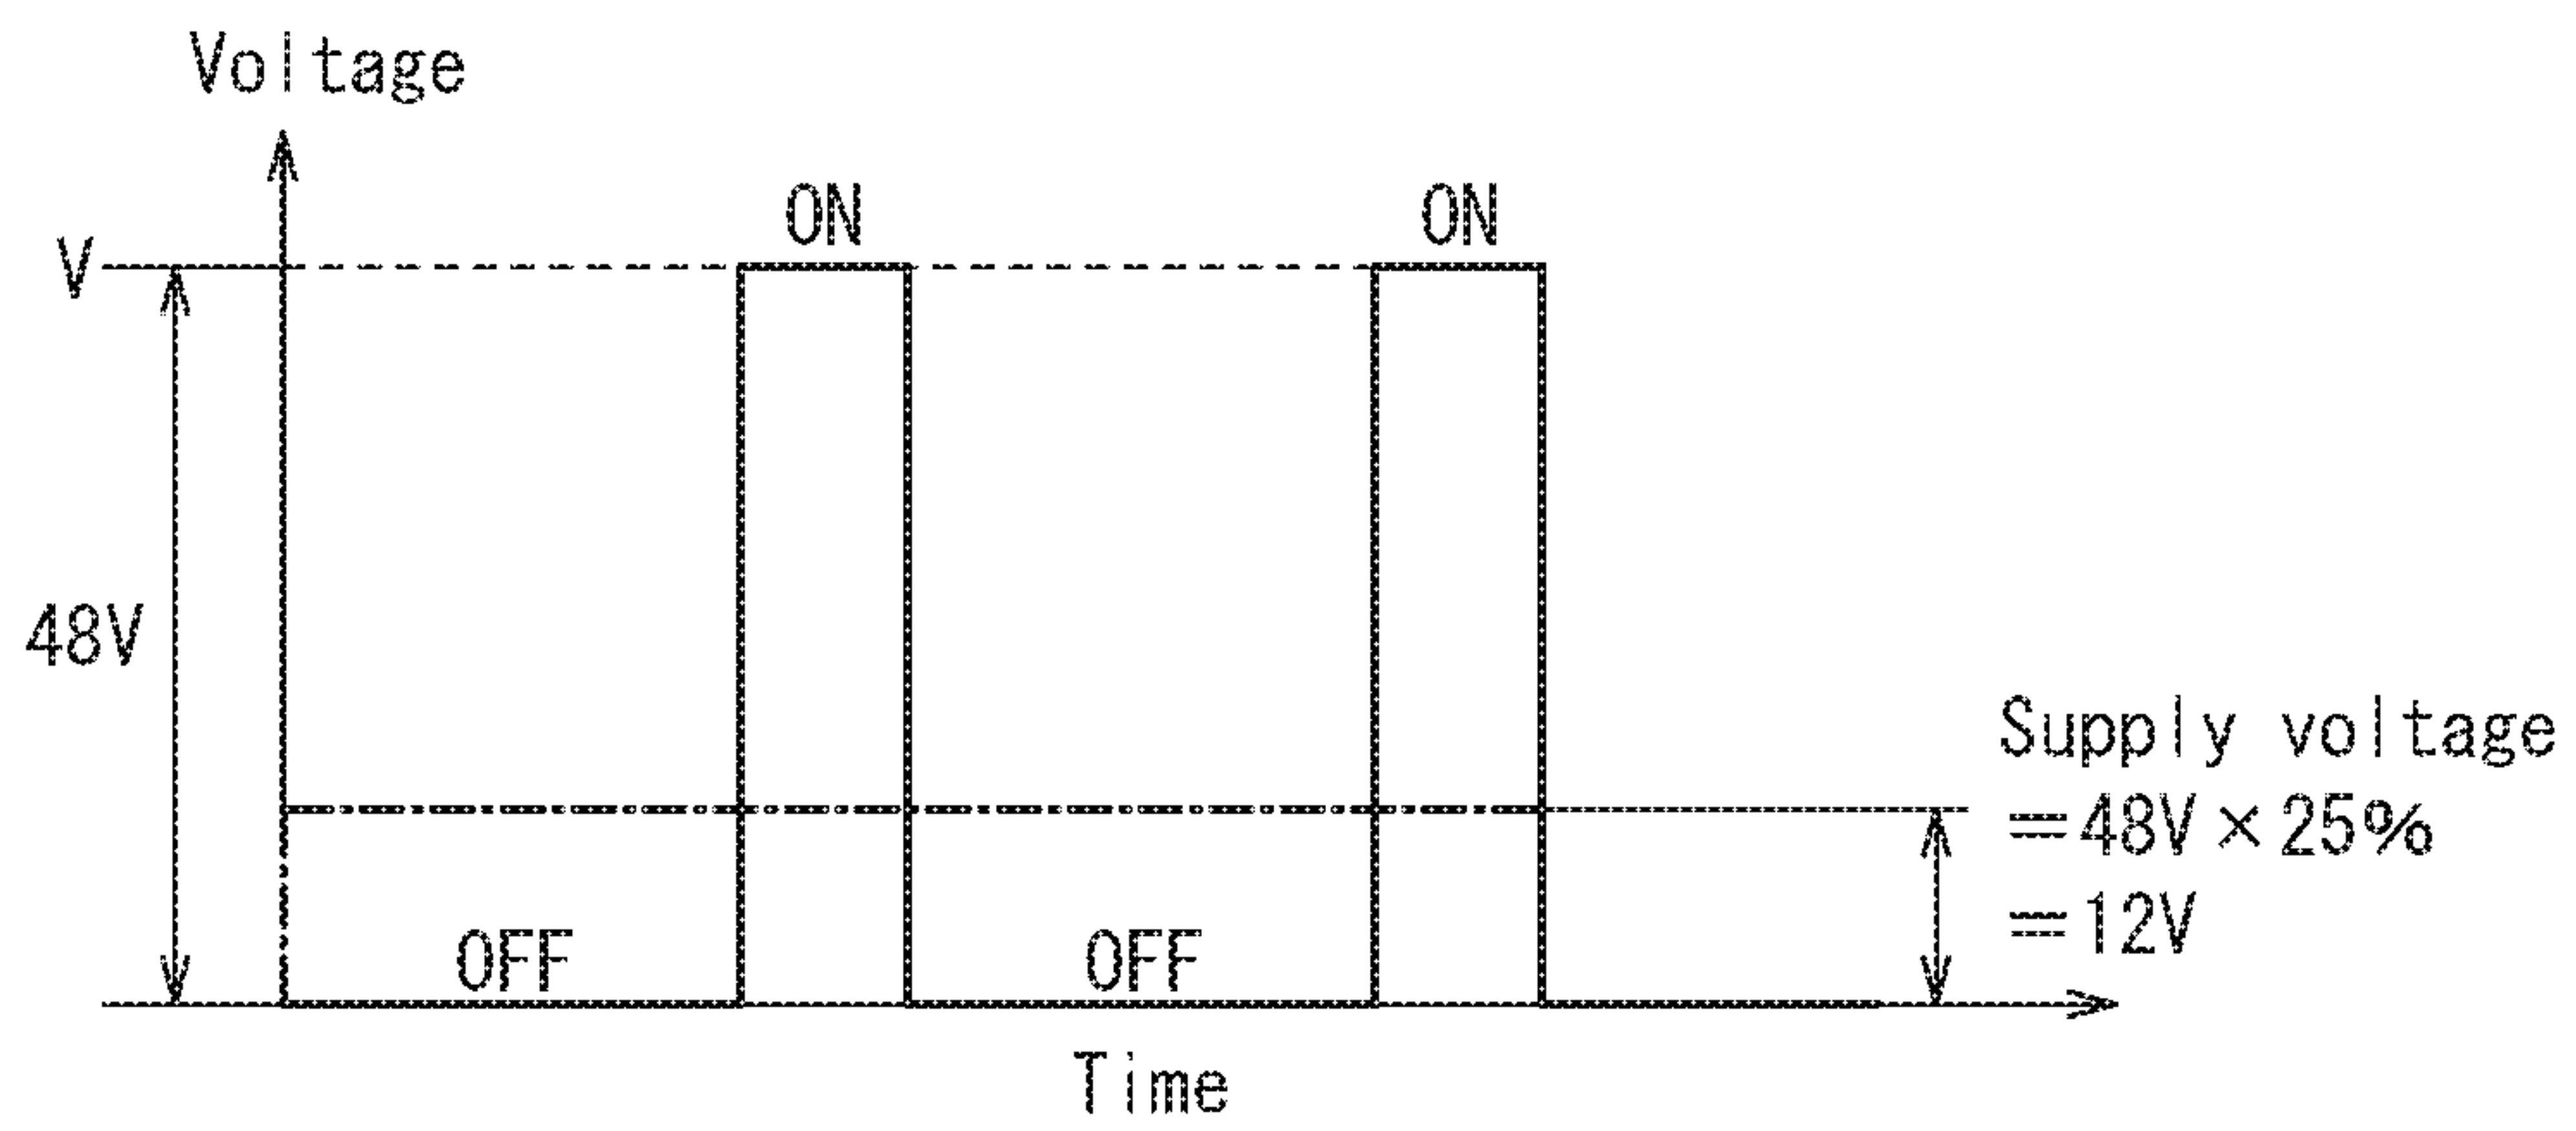 Voltage
ON
ON
V
48V
Supply voltage
=48V×25%
=12V
OFF
OFF
Time